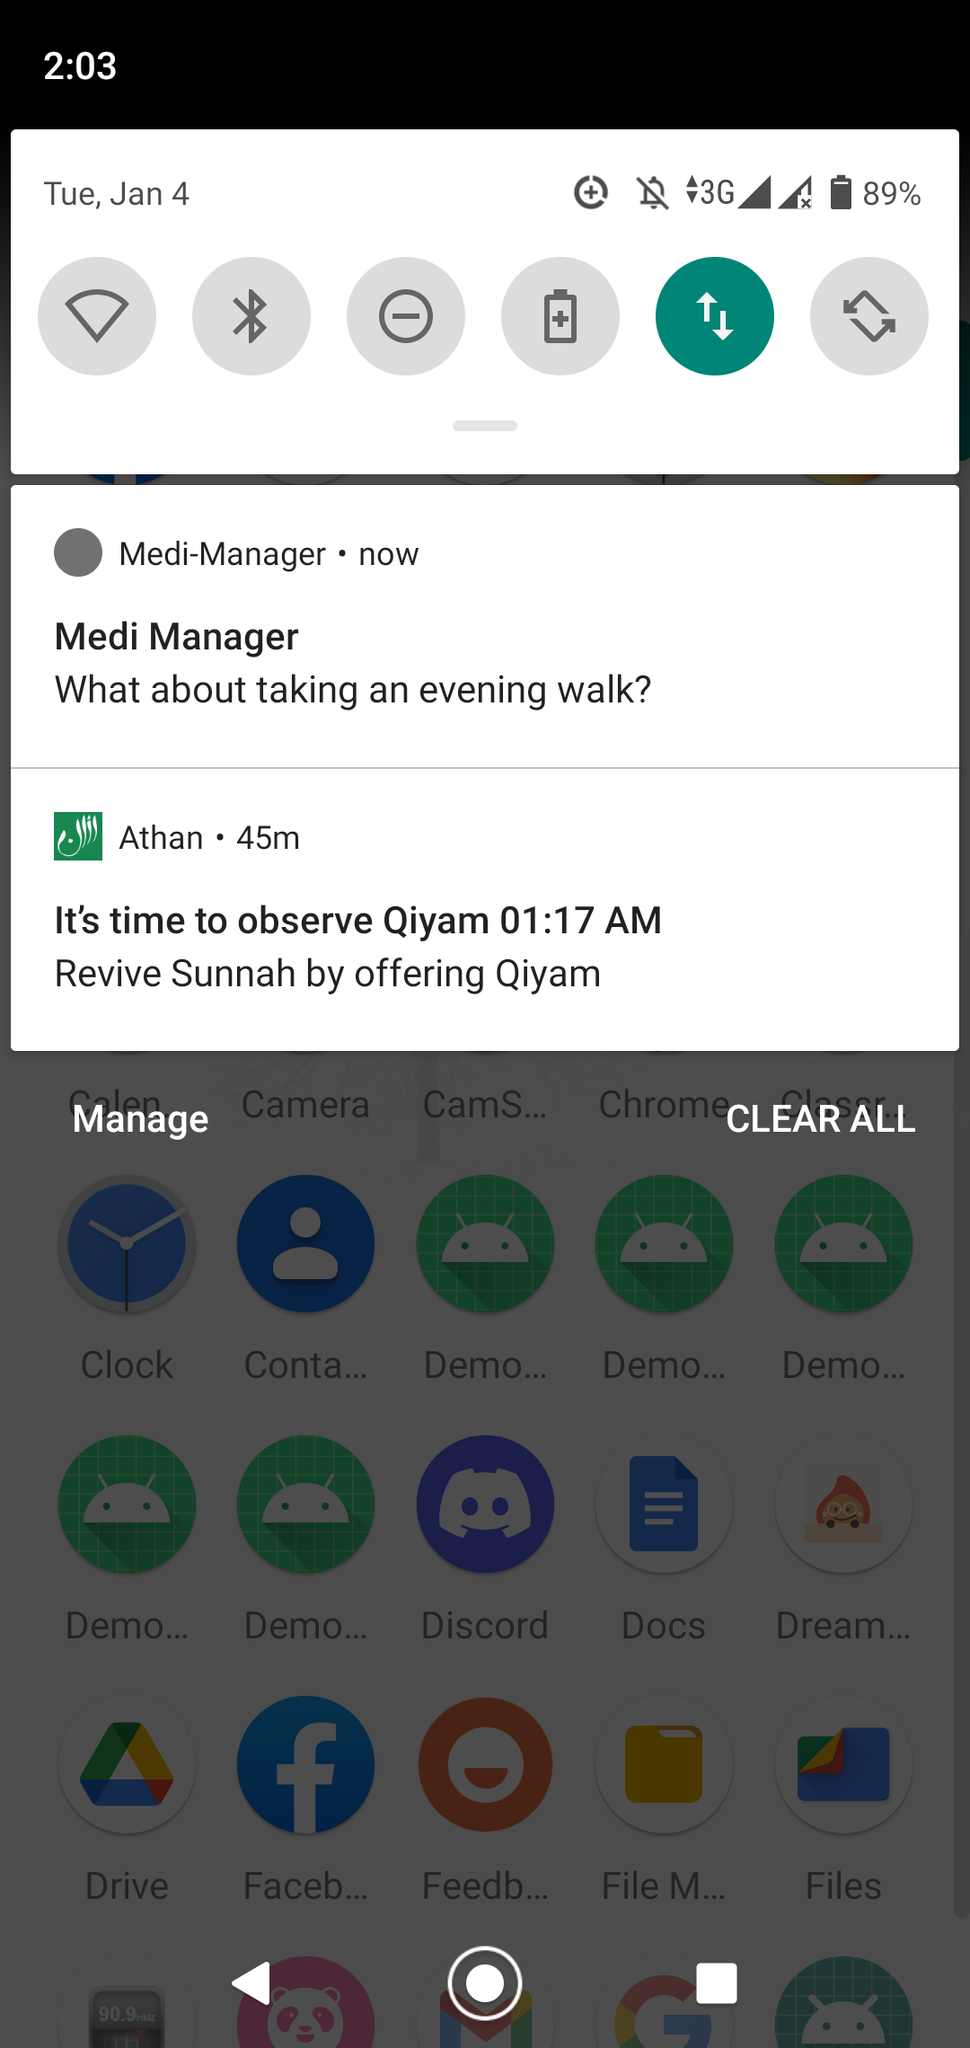 2:03
Tue, Jan 4
3G
89%
Medi-Manager • now
Medi Manager
What about taking an evening walk?
Athan • 45m
It’s time to observe Qiyam 01:17 AM
Revive Sunnah by offering Qiyam
Calen… Camera CamS… Chrome Classr…
Manage CLEAR ALL
Clock Conta… Demo… Demo… Demo…
Demo… Demo… Discord Docs Dream…
Drive Faceb… Feedb… File M… Files
90.9MHZ